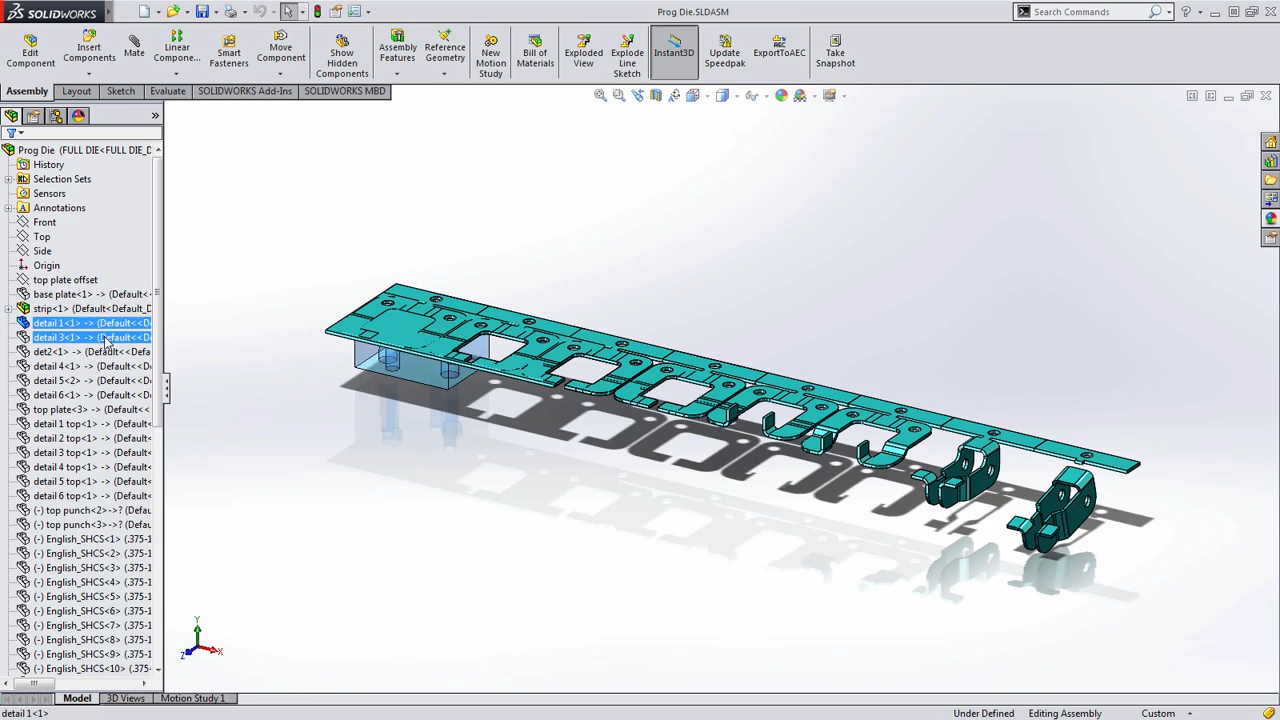 SOLIDWORKS
Prog Die.SLDASM
Search Commands
Edit Component
Insert Components
Mate
Linear Compone...
Smart Fasteners
Move Component
Show Hidden Components
Assembly Features
Reference Geometry
New Motion Study
Bill of Materials
Exploded View
Explode Line Sketch
Instant3D
Update Speedpak
ExportToAEC
Take Snapshot
Assembly
Layout
Sketch
Evaluate
SOLIDWORKS Add-Ins
SOLIDWORKS MBD
Prog Die (FULL DIE<FULL DIE_D
History
Selection Sets
Sensors
Annotations
Front
Top
Side
Origin
top plate offset
base plate<1> -> (Default<
strip<1> (Default<Default_D
detail 1<1> -> (Default<<De
detail 3<1> -> (Default<<De
det2<1> -> (Default<<Defa
detail 4<1> -> (Default<<D
detail 5<2> -> (Default<<D
detail 6<1> -> (Default<<D
top plate<3> -> (Default<
detail 1 top<1> -> (Default<
detail 2 top<1> -> (Default<
detail 3 top<1> -> (Default<
detail 4 top<1> -> (Default<
detail 5 top<1> -> (Default<
detail 6 top<1> -> (Default<
(-) top punch<2>->? (Defau
(-) top punch<3>->? (Defau
(-) English_SHCS<1> (.375-1
(-) English_SHCS<2> (.375-1
(-) English_SHCS<3> (.375-1
(-) English_SHCS<4> (.375-1
(-) English_SHCS<5> (.375-1
(-) English_SHCS<6> (.375-1
(-) English_SHCS<7> (.375-1
(-) English_SHCS<8> (.375-1
(-) English_SHCS<9> (.375-1
(-) English_SHCS<10> (.375-
Y
X
Z
Model
3D Views
Motion Study 1
detail 1<1>
Under Defined
Editing Assembly
Custom